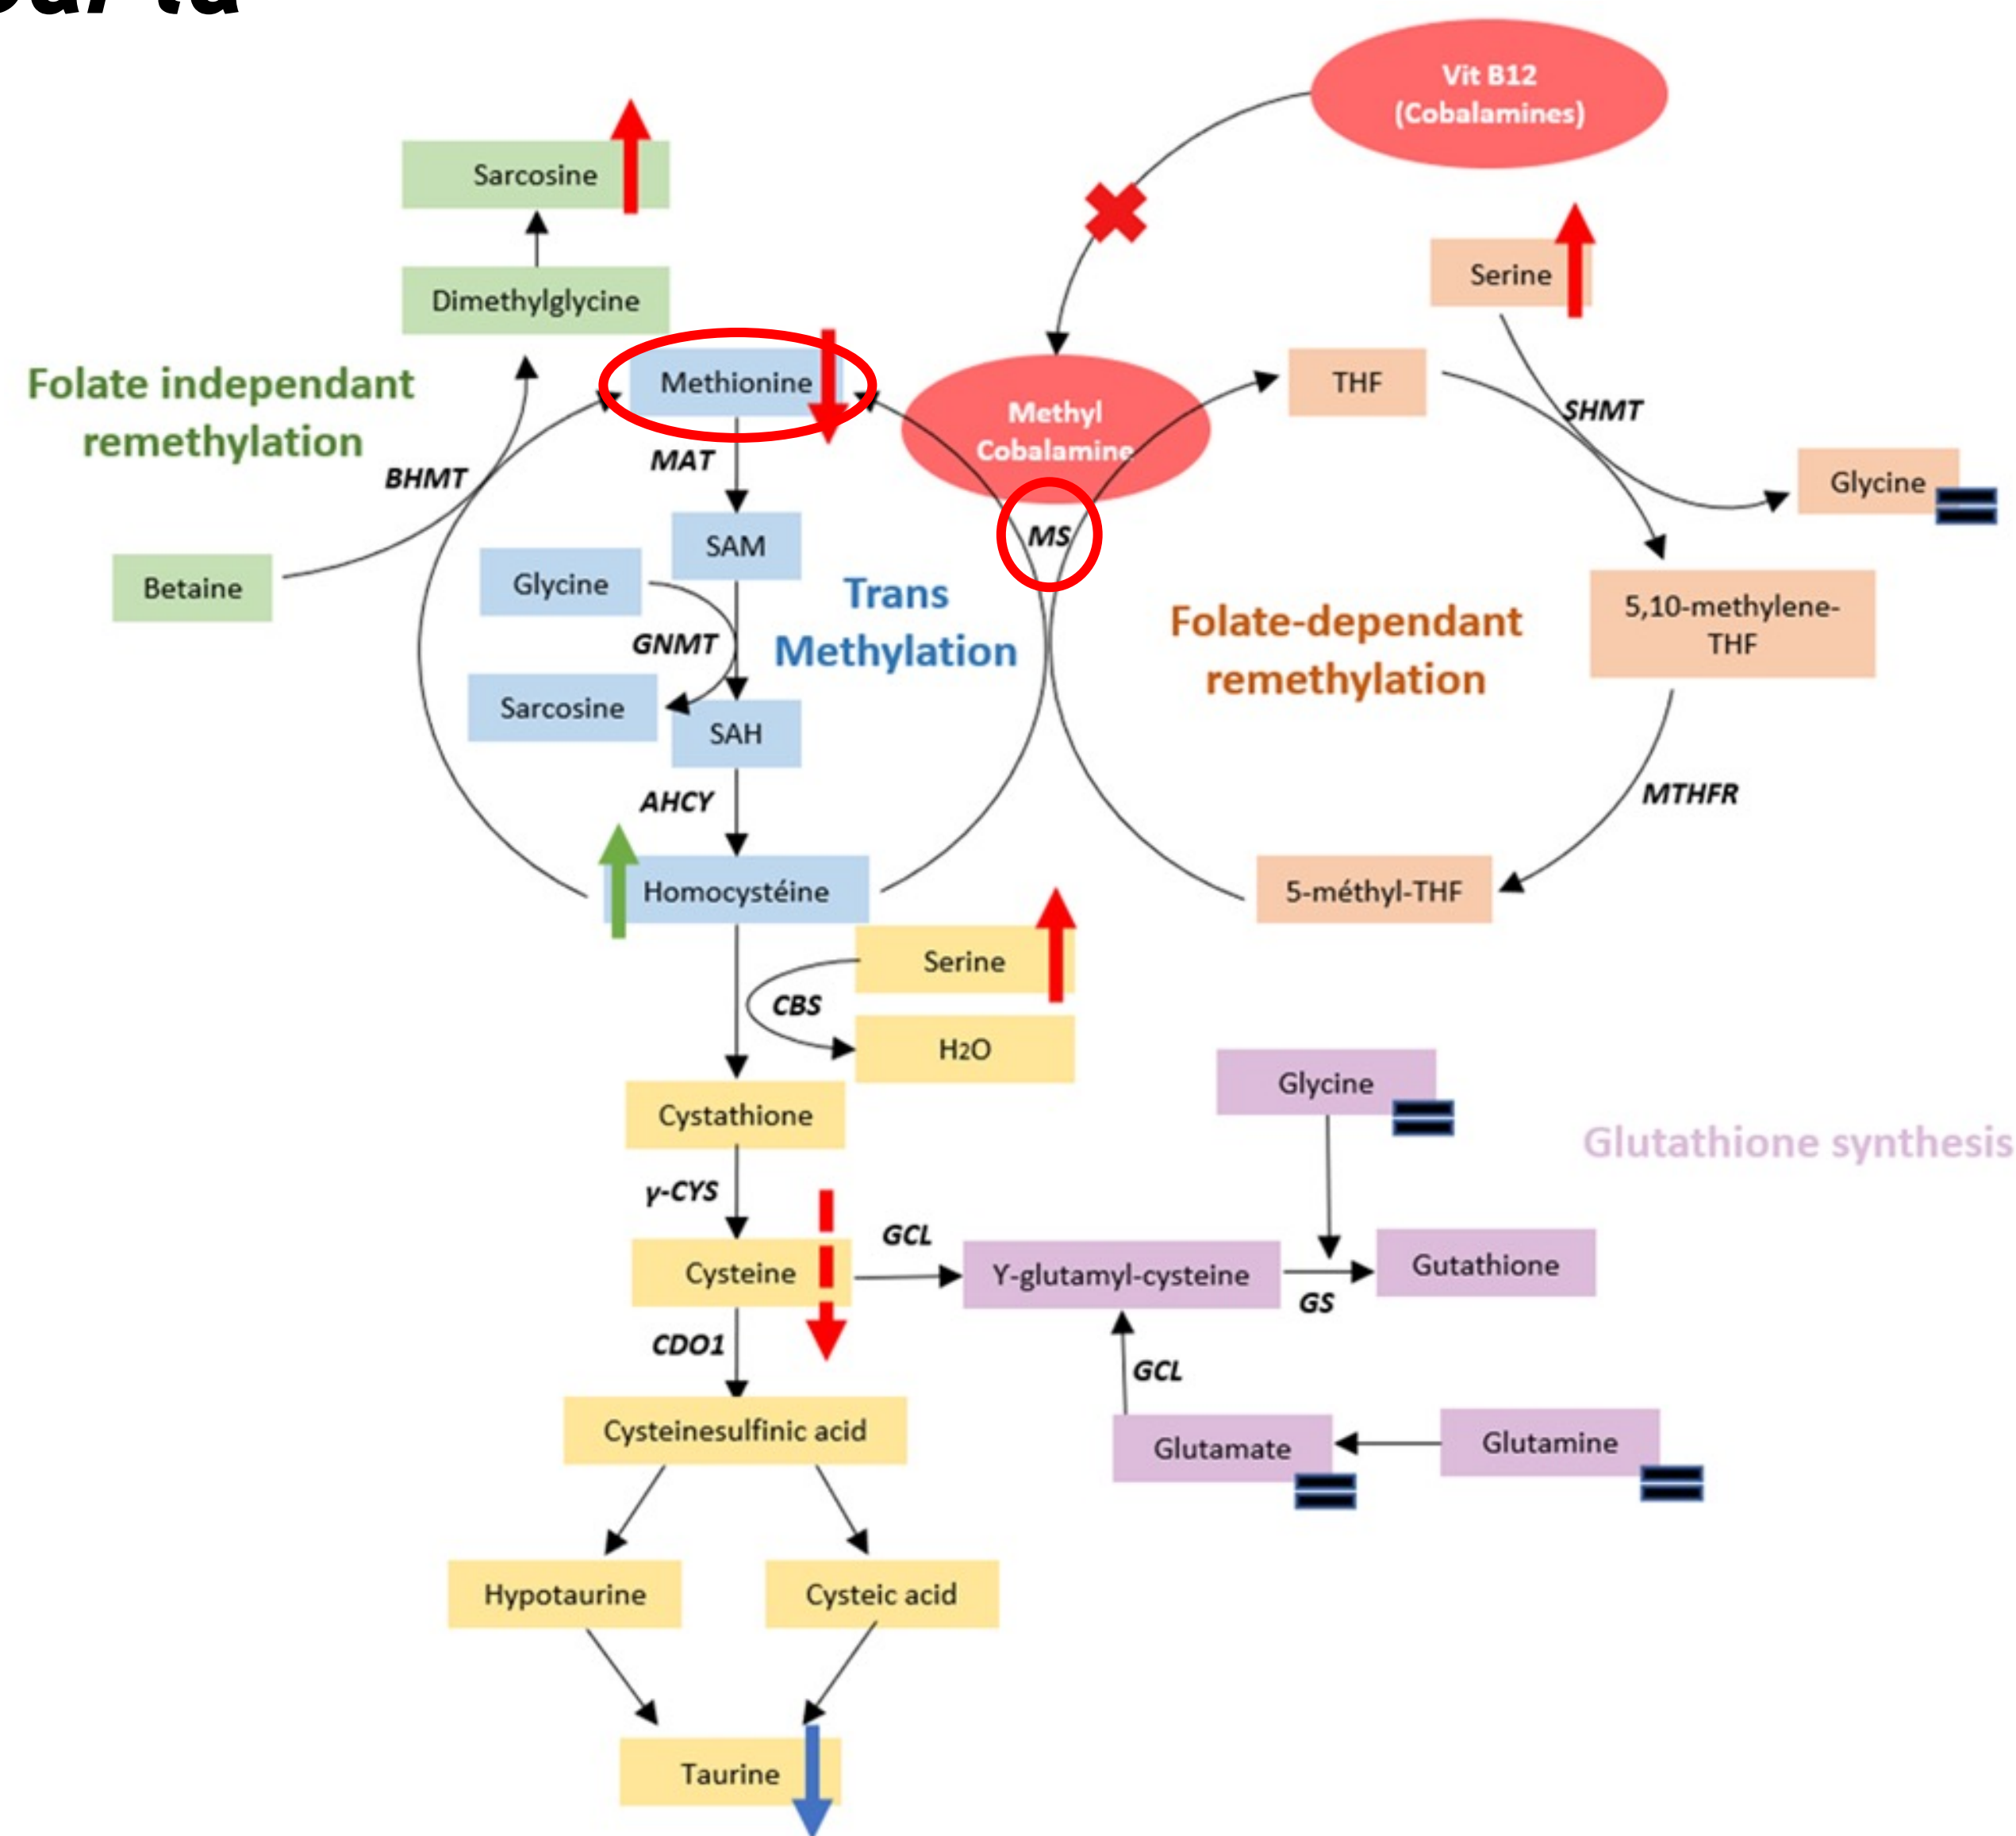 Vit B12
(Cobalamines)
Sarcosine
Serine
Dimethylglycine
Folate independant
remethylation
Methionine
Methyl
Cobalamine
THF
SHMT
BHMT
MAT
Glycine
MS
SAM
Betaine
Glycine
Trans
Methylation
Folate-dependant
remethylation
5,10-methylene-
THF
GNMT
Sarcosine
SAH
AHCY
MTHFR
Homocystéine
5-méthyl-THF
Serine
CBS
H2O
Cystathione
Glycine
Glutathione synthesis
γ-CYS
Cysteine
GCL
Y-glutamyl-cysteine
Gutathione
GS
CDO1
GCL
Cysteinesulfinic acid
Glutamate
Glutamine
Hypotaurine
Cysteic acid
Taurine